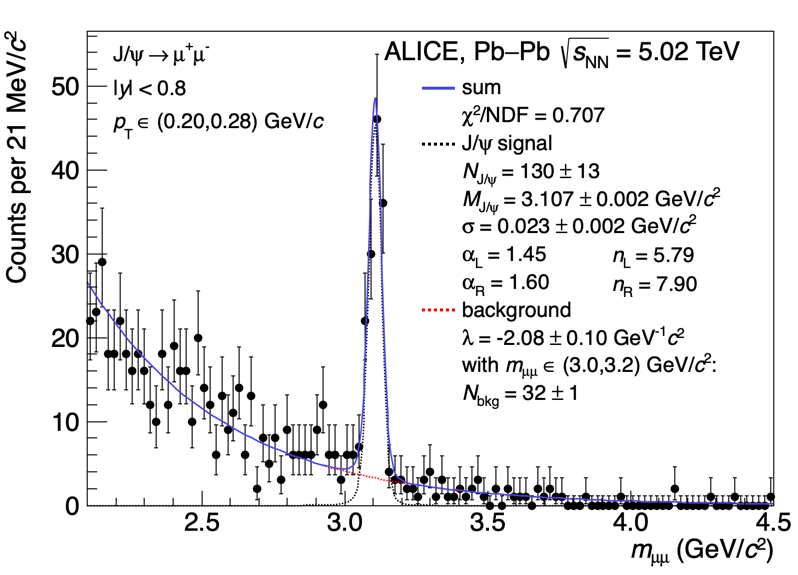 Counts per 21 MeV/c²
50
40
30
20
10
0
J/ψ → μ⁺μ⁻
|y| < 0.8
p_T ∈ (0.20,0.28) GeV/c
ALICE, Pb–Pb √s_NN = 5.02 TeV
sum
χ²/NDF = 0.707
J/ψ signal
N_J/ψ = 130 ± 13
M_J/ψ = 3.107 ± 0.002 GeV/c²
σ = 0.023 ± 0.002 GeV/c²
α_L = 1.45 n_L = 5.79
α_R = 1.60 n_R = 7.90
background
λ = -2.08 ± 0.10 GeV⁻¹c²
with m_μμ ∈ (3.0,3.2) GeV/c²:
N_bkg = 32 ± 1
2.5 3.0 3.5 4.0 4.5
m_μμ (GeV/c²)